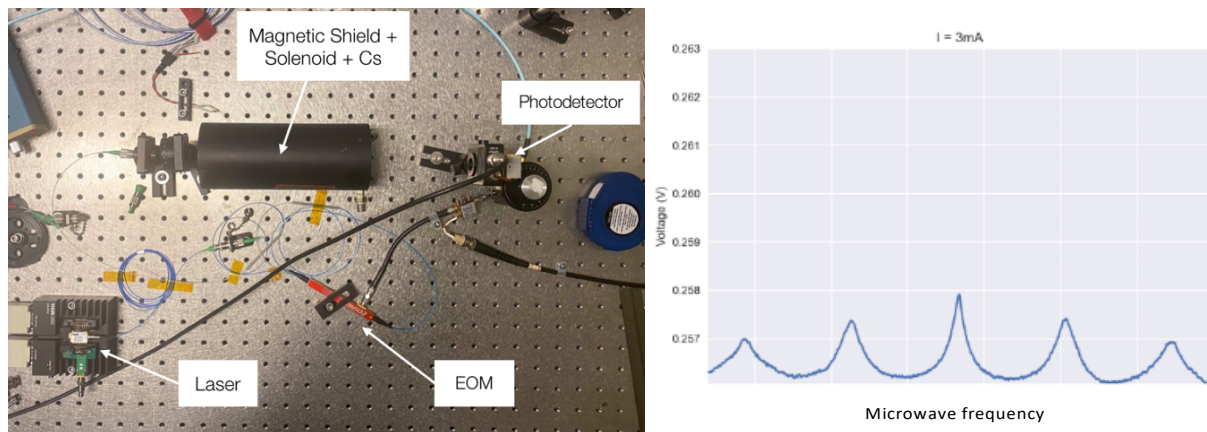 Magnetic Shield +
Solenoid + Cs
Photodetector
Laser
EOM
I = 3mA
0.263
0.262
0.261
0.260
0.259
0.258
0.257
Voltage (V)
Microwave frequency